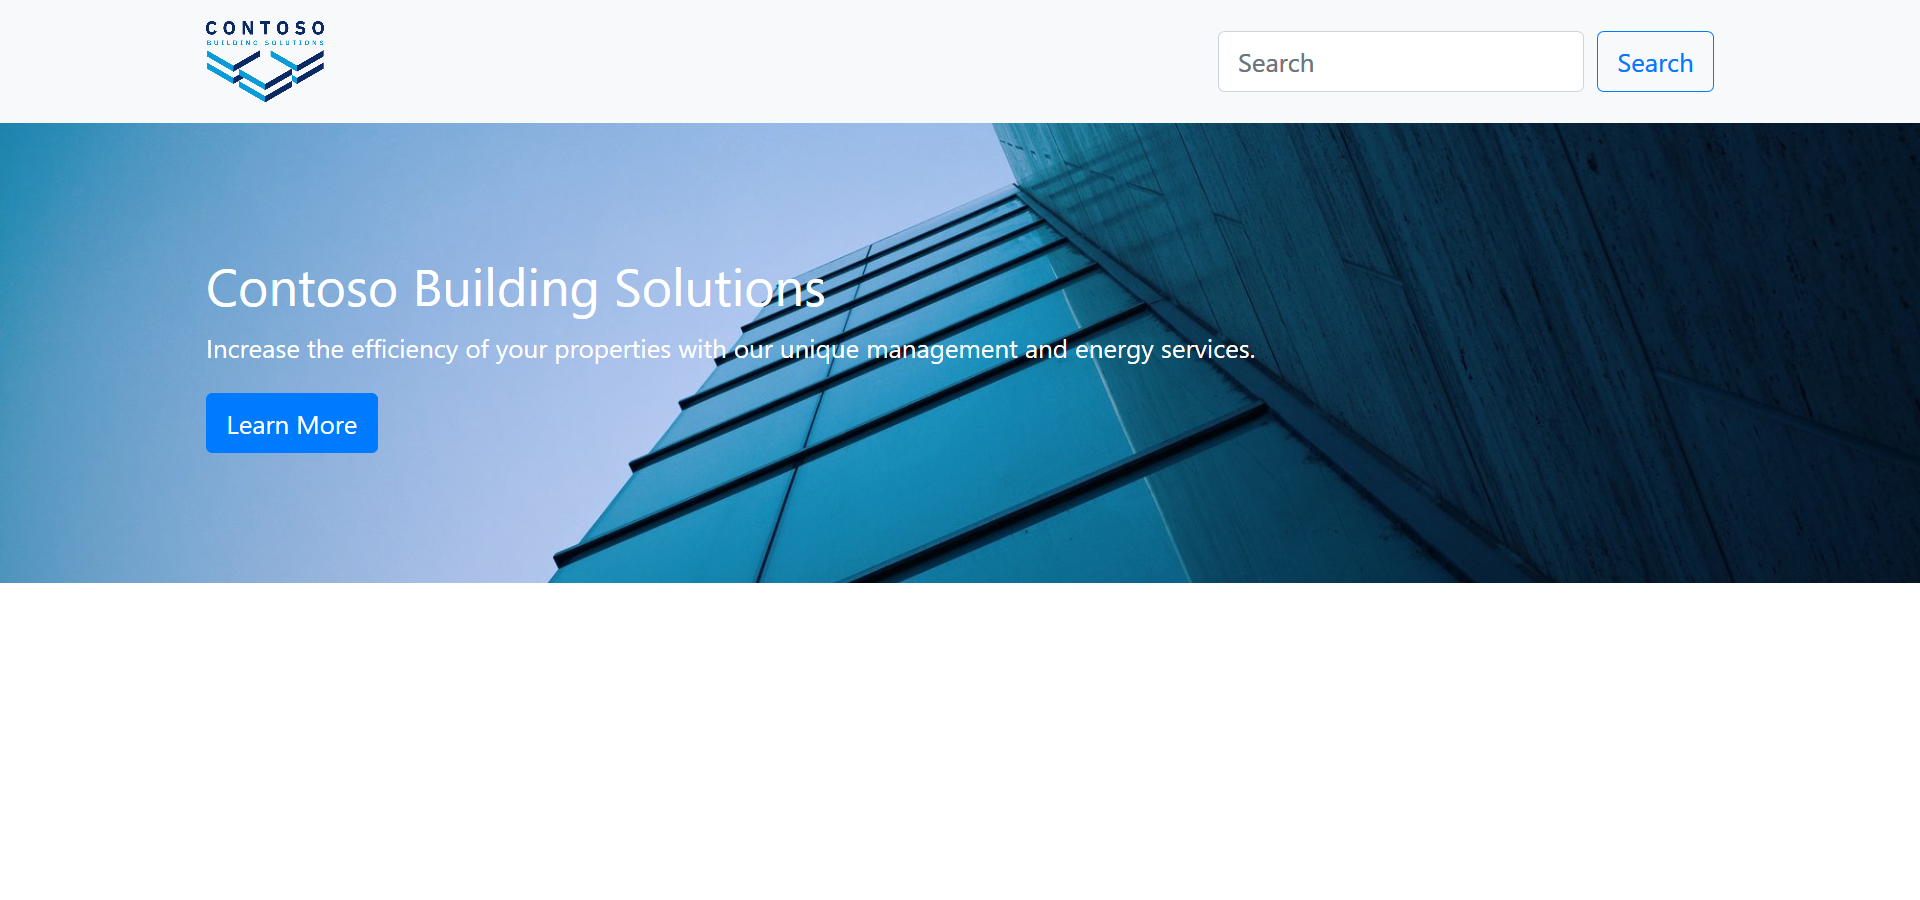 CONTOSO
BUILDING SOLUTIONS
Search
Search
Contoso Building Solutions
Increase the efficiency of your properties with our unique management and energy services.
Learn More